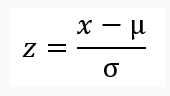 z = (x − μ) / σ